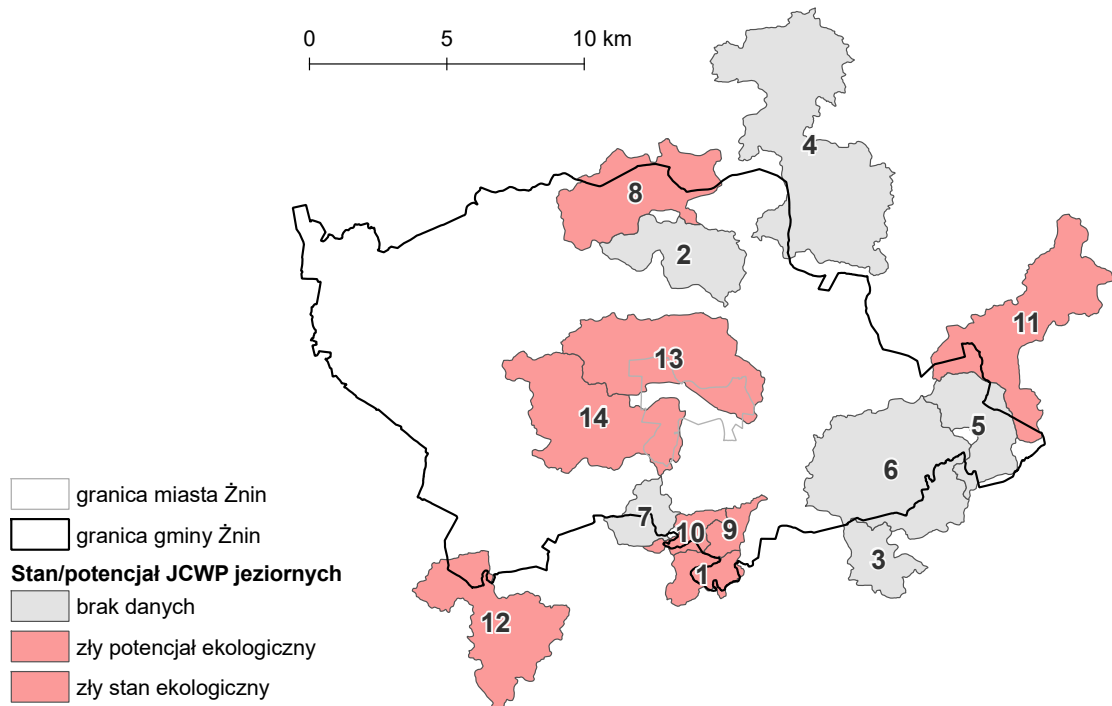 0 5 10 km
4
8
2
11
13
14
5
6
7
10 9
3
1
12
granica miasta Żnin
granica gminy Żnin
Stan/potencjał JCWP jeziornych
brak danych
zły potencjał ekologiczny
zły stan ekologiczny